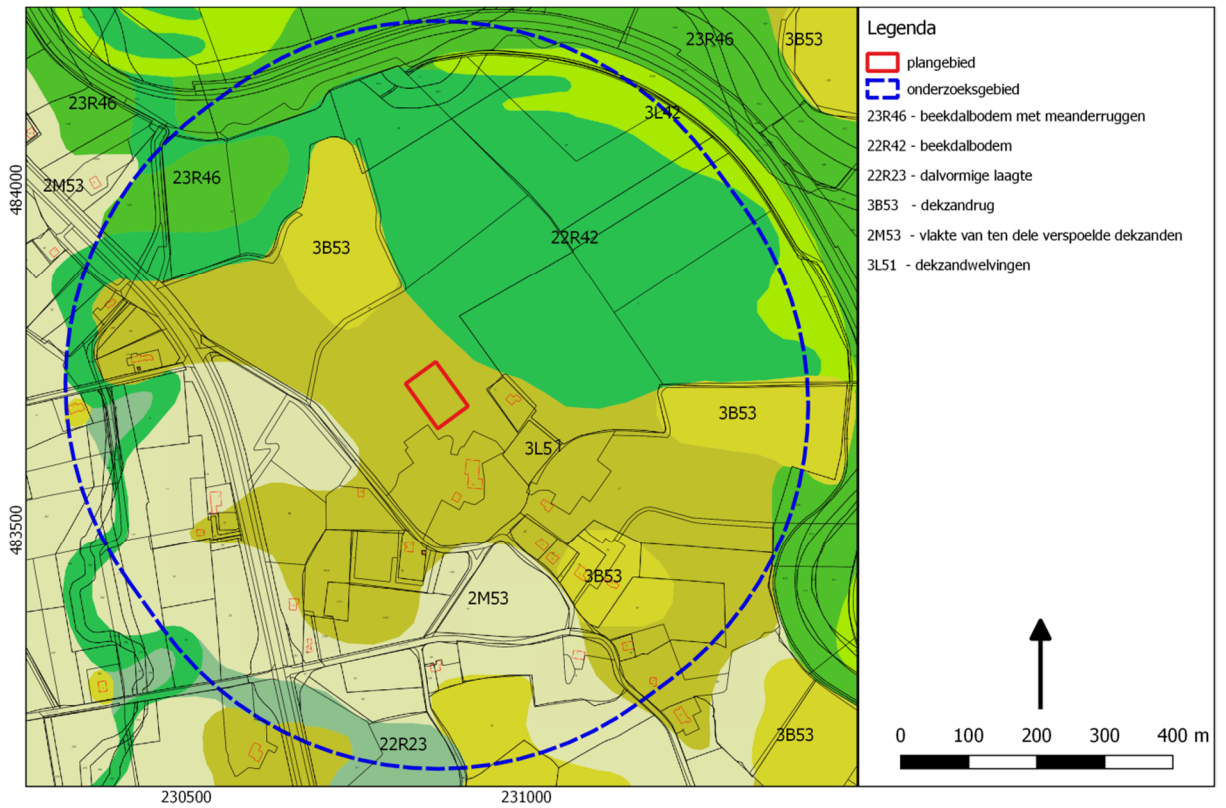 23R46
3B53
23R46
3L42
23R46
2M53
484000
3B53
22R42
3B53
3L51
483500
3B53
2M53
22R23
3B53
230500
231000
Legenda
plangebied
onderzoeksgebied
23R46 - beekdalbodem met meanderruggen
22R42 - beekdalbodem
22R23 - dalvormige laagte
3B53 - dekzandrug
2M53 - vlakte van ten dele verspoelde dekzanden
3L51 - dekzandwelvingen
0 100 200 300 400 m